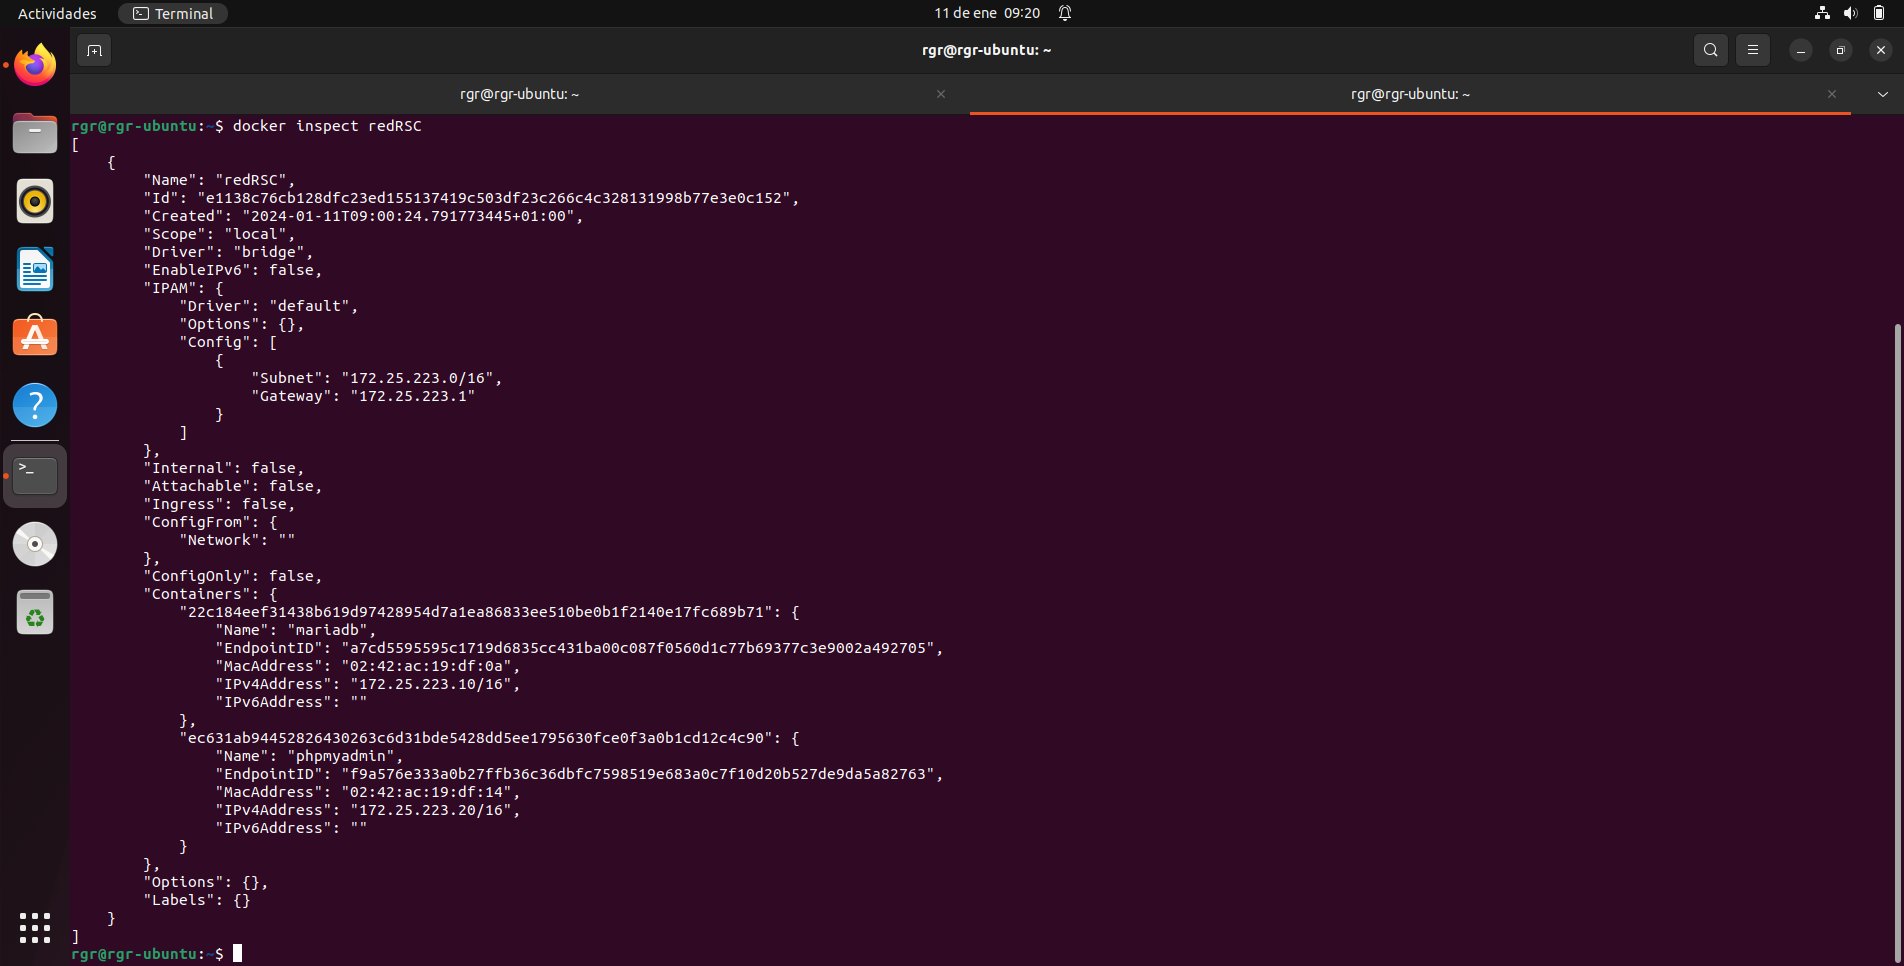 Actividades
Terminal
11 de ene 09:20
rgr@rgr-ubuntu: ~
rgr@rgr-ubuntu: ~
rgr@rgr-ubuntu: ~
rgr@rgr-ubuntu:~$ docker inspect redRSC
[
    {
        "Name": "redRSC",
        "Id": "e1138c76cb128dfc23ed155137419c503df23c266c4c328131998b77e3e0c152",
        "Created": "2024-01-11T09:00:24.791773445+01:00",
        "Scope": "local",
        "Driver": "bridge",
        "EnableIPv6": false,
        "IPAM": {
            "Driver": "default",
            "Options": {},
            "Config": [
                {
                    "Subnet": "172.25.223.0/16",
                    "Gateway": "172.25.223.1"
                }
            ]
        },
        "Internal": false,
        "Attachable": false,
        "Ingress": false,
        "ConfigFrom": {
            "Network": ""
        },
        "ConfigOnly": false,
        "Containers": {
            "22c184eef31438b619d97428954d7a1ea86833ee510be0b1f2140e17fc689b71": {
                "Name": "mariadb",
                "EndpointID": "a7cd5595595c1719d6835cc431ba00c087f0560d1c77b69377c3e9002a492705",
                "MacAddress": "02:42:ac:19:df:0a",
                "IPv4Address": "172.25.223.10/16",
                "IPv6Address": ""
            },
            "ec631ab94452826430263c6d31bde5428dd5ee1795630fce0f3a0b1cd12c4c90": {
                "Name": "phpmyadmin",
                "EndpointID": "f9a576e333a0b27ffb36c36dbfc7598519e683a0c7f10d20b527de9da5a82763",
                "MacAddress": "02:42:ac:19:df:14",
                "IPv4Address": "172.25.223.20/16",
                "IPv6Address": ""
            }
        },
        "Options": {},
        "Labels": {}
    }
]
rgr@rgr-ubuntu:~$